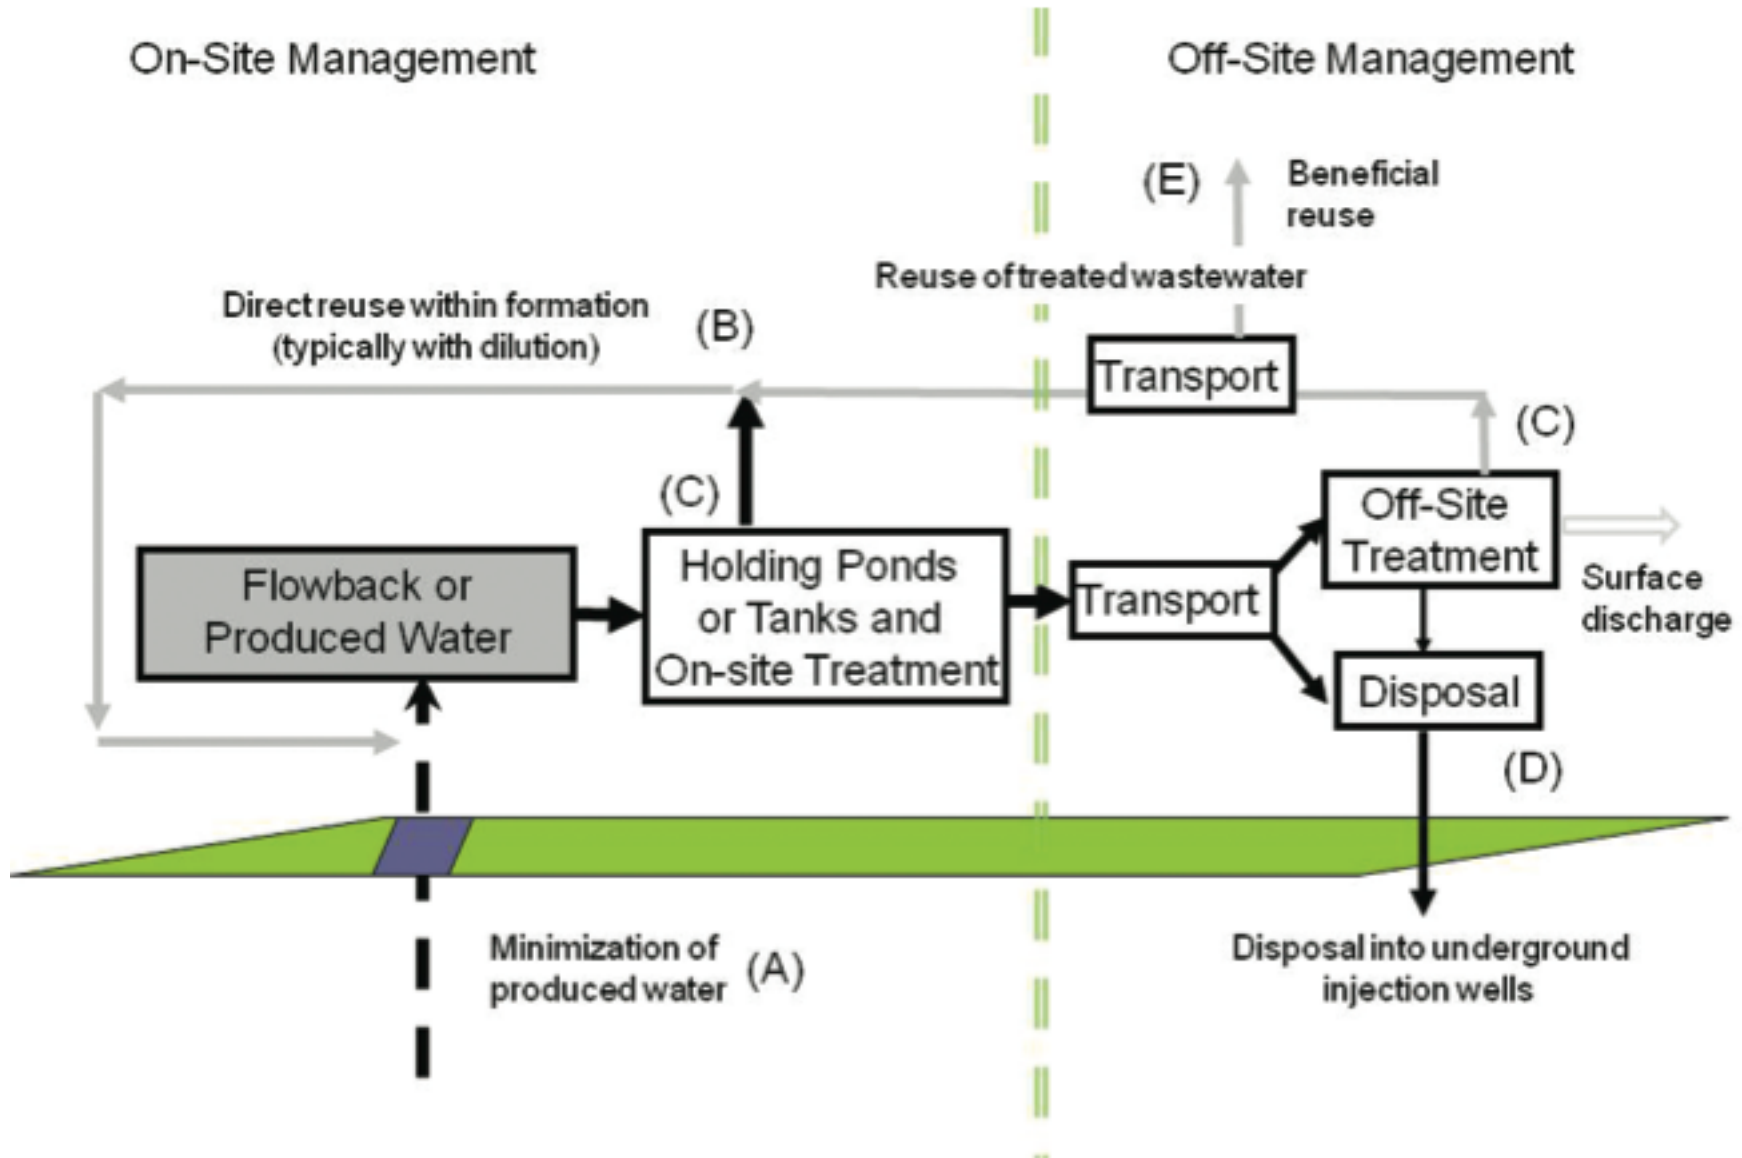 On-Site Management
Off-Site Management
(E)
Beneficial
reuse
Reuse of treated wastewater
Direct reuse within formation
(typically with dilution)
(B)
Transport
(C)
(C)
Off-Site
Treatment
Flowback or
Produced Water
Holding Ponds
or Tanks and
On-site Treatment
Transport
Surface
discharge
Disposal
(D)
Minimization of
produced water
(A)
Disposal into underground
injection wells